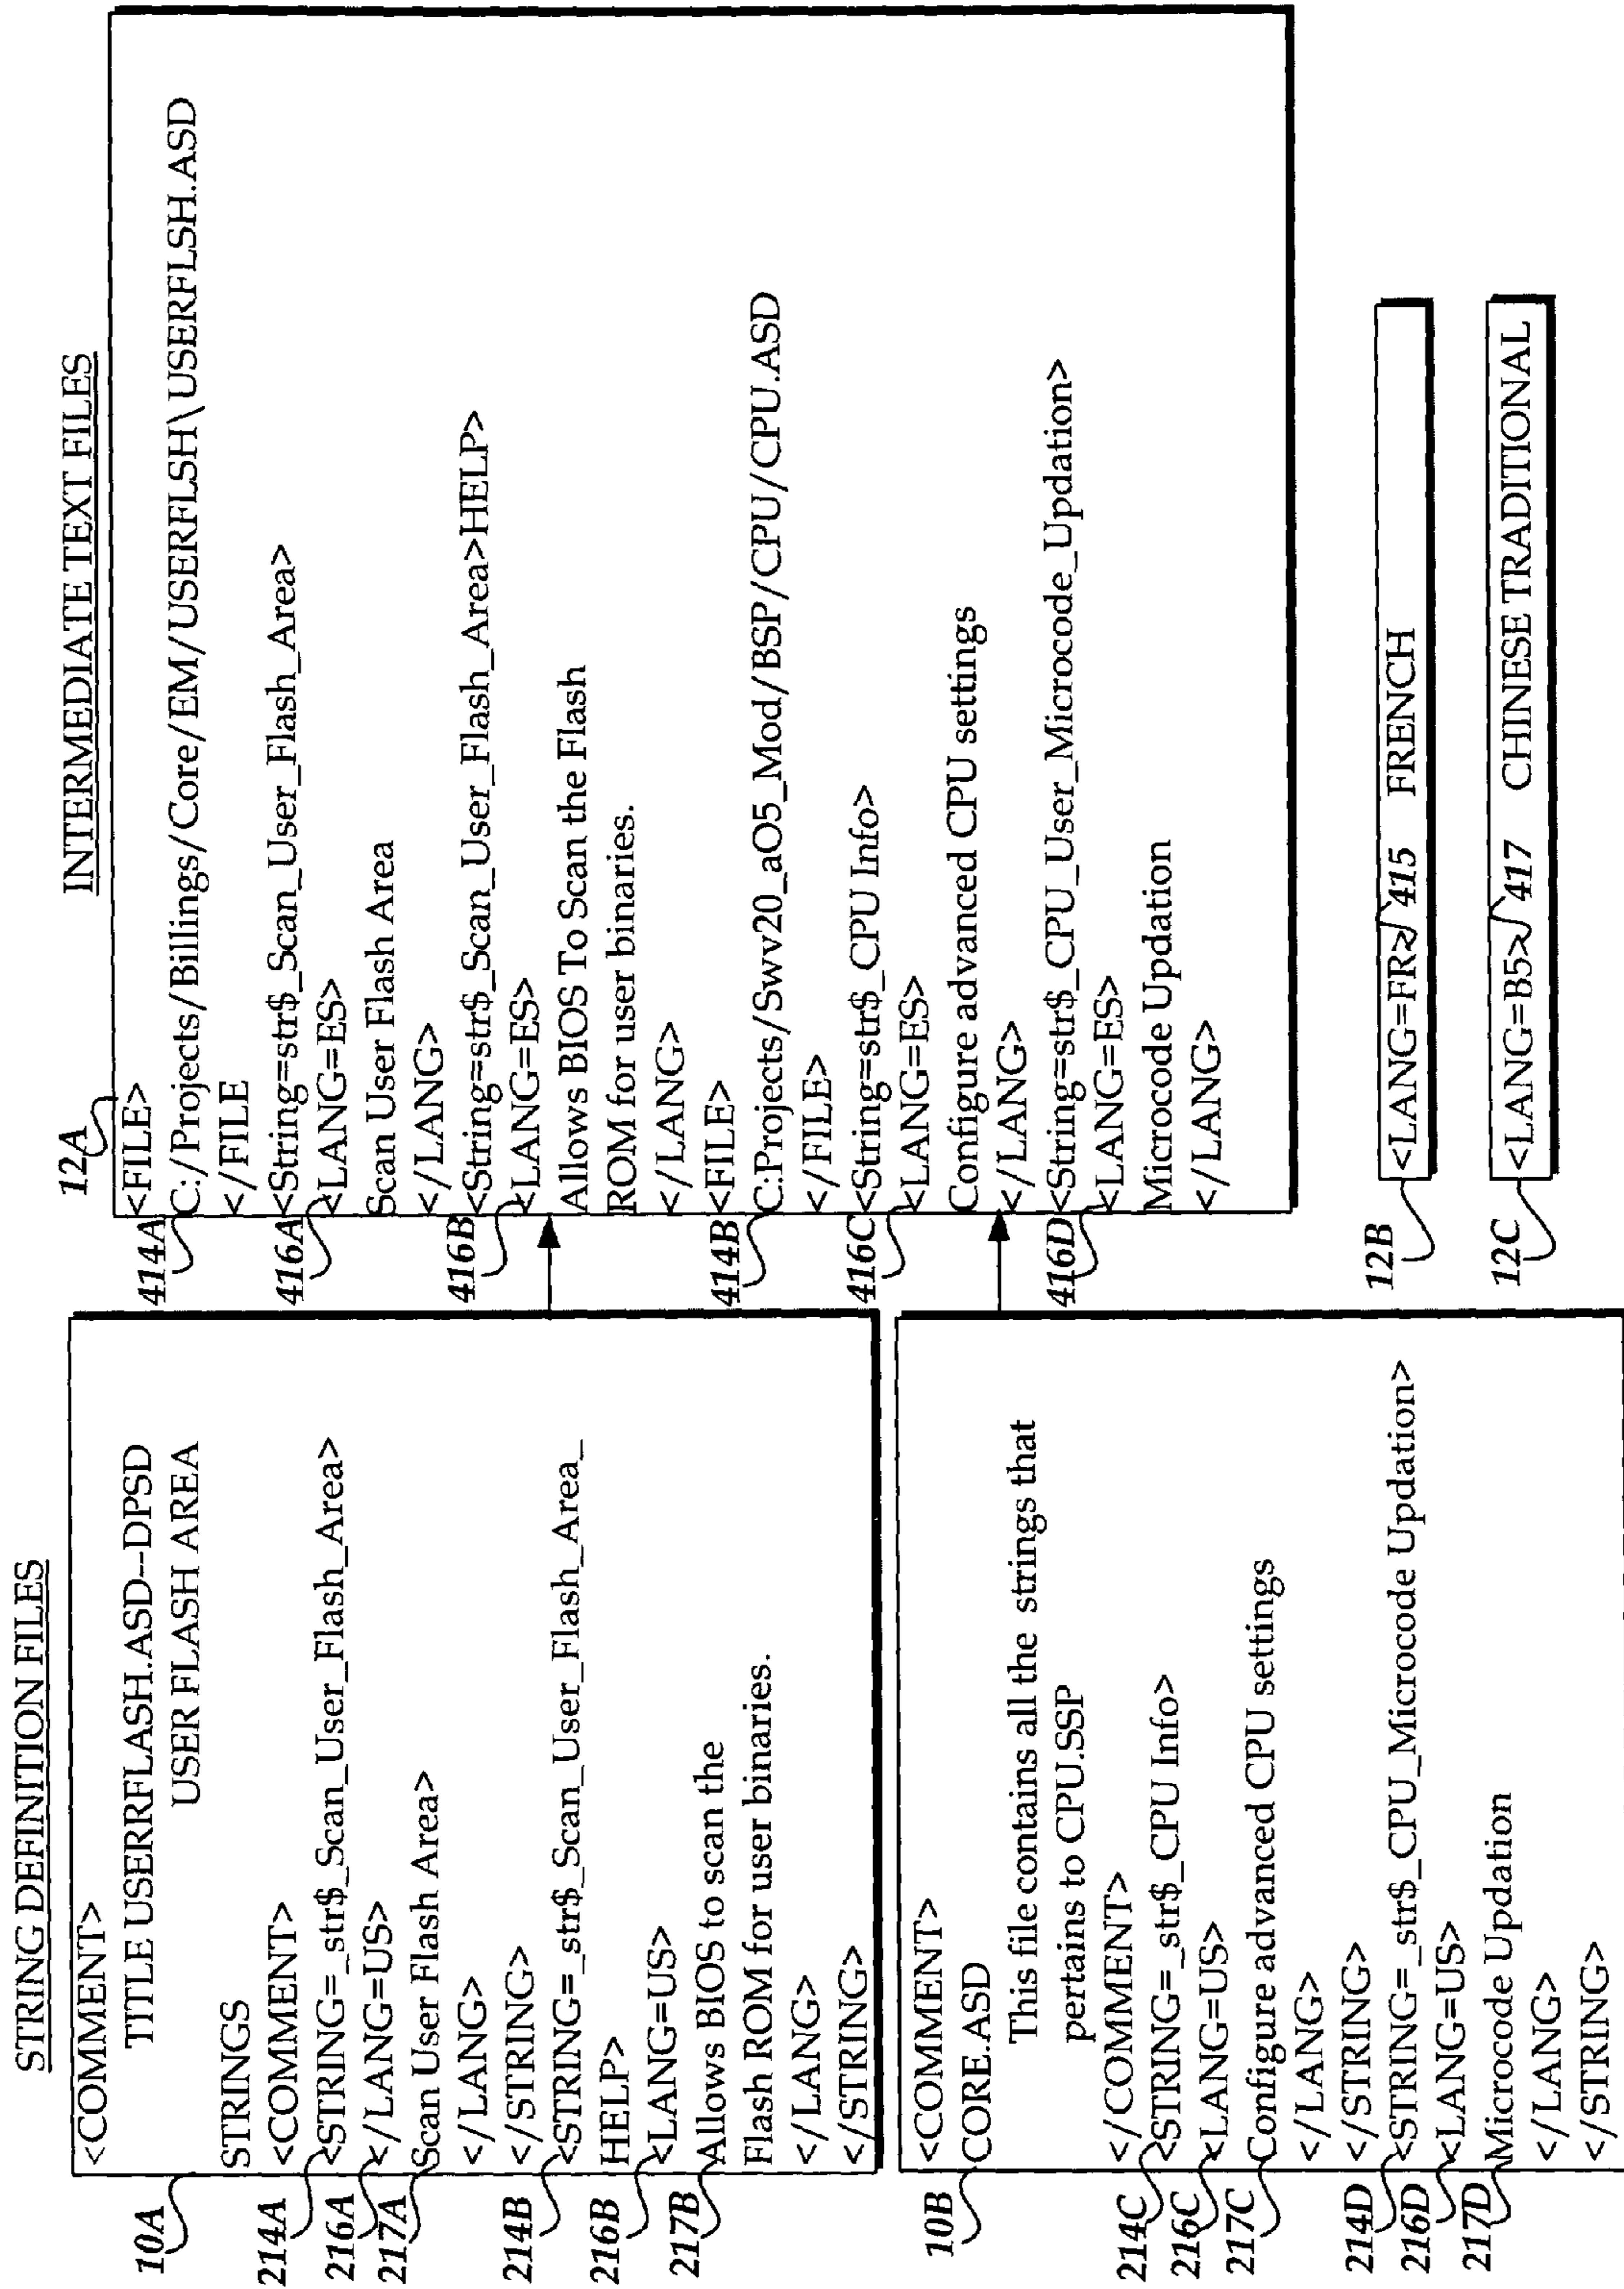 STRING DEFINITION FILES
10A
<COMMENT>
TITLE USERRFLASH.ASD--DPSD
USER FLASH AREA
STRINGS
<COMMENT>
214A <STRING=_str$_Scan_User_Flash_Area>
216A </LANG=US>
217A Scan User Flash Area>
</LANG>
</STRING>
214B <STRING=_str$_Scan_User_Flash_Area_
HELP>
216B <LANG=US>
217B Allows BIOS to scan the
Flash ROM for user binaries.
</LANG>
</STRING>
10B
<COMMENT>
CORE.ASD
This file contains all the strings that
pertains to CPU.SSP
</COMMENT>
214C <STRING=_str$_CPU Info>
216C <LANG=US>
217C Configure advanced CPU settings
</LANG>
</STRING>
214D <STRING=_str$_CPU_Microcode Updation>
216D <LANG=US>
217D Microcode Updation
</LANG>
</STRING>
INTERMEDIATE TEXT FILES
12A
<FILE>
414A C:/Projects/Billings/Core/EM/USERFLSH\USERFLSH.ASD
</FILE
416A <String=str$_Scan_User_Flash_Area>
<LANG=ES>
Scan User Flash Area
</LANG>
416B <String=str$_Scan_User_Flash_Area>HELP>
<LANG=ES>
Allows BIOS To Scan the Flash
ROM for user binaries.
</LANG>
<FILE>
414B C:Projects/Swv20_aO5_Mod/BSP/CPU/CPU.ASD
</FILE>
416C <String=str$_CPU Info>
<LANG=ES>
Configure advanced CPU settings
</LANG>
416D <String=str$_CPU_User_Microcode_Updation>
<LANG=ES>
Microcode Updation
</LANG>
12B <LANG=FR> 415 FRENCH
12C <LANG=B5> 417 CHINESE TRADITIONAL